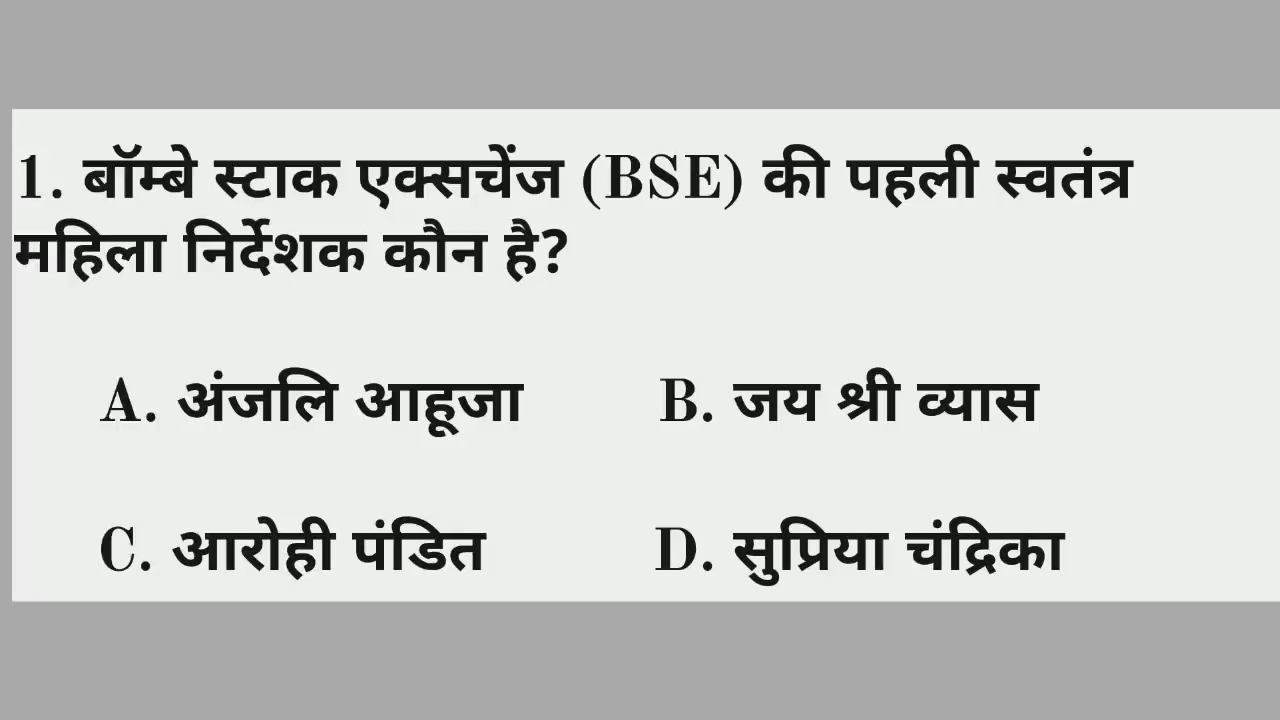 1. बॉम्बे स्टाक एक्सचेंज (BSE) की पहली स्वतंत्र
महिला निर्देशक कौन है?
A. अंजलि आहूजा B. जय श्री व्यास
C. आरोही पंडित D. सुप्रिया चंद्रिका